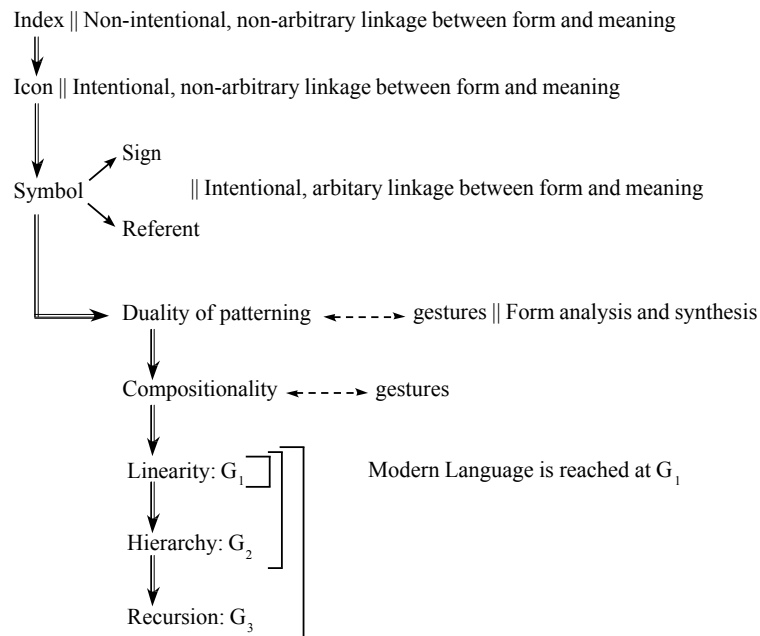 Index || Non-intentional, non-arbitrary linkage between form and meaning
Icon || Intentional, non-arbitrary linkage between form and meaning
Sign
Symbol || Intentional, arbitary linkage between form and meaning
Referent
Duality of patterning gestures || Form analysis and synthesis
Compositionality gestures
Linearity: G₁ Modern Language is reached at G₁
Hierarchy: G₂
Recursion: G₃